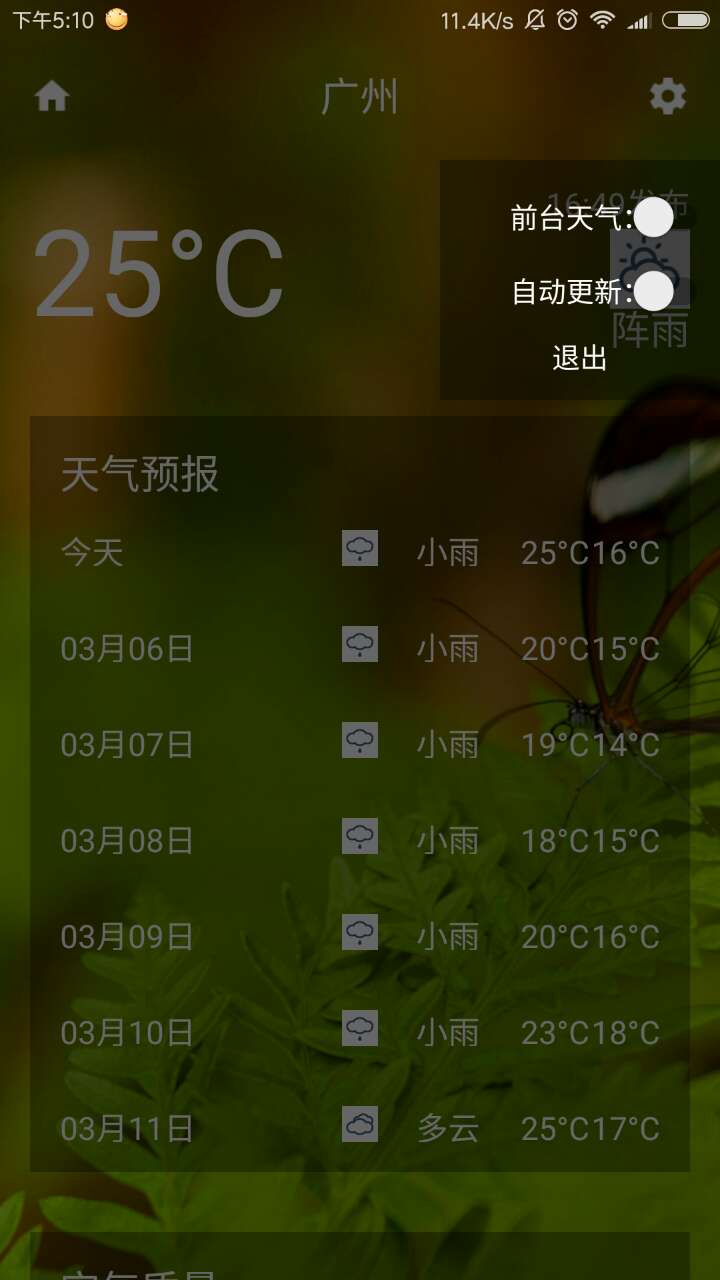 下午5:10
11.4K/s
广州
16:49发布
前台天气:
25°C
自动更新:
阵雨
退出
天气预报
今天 小雨 25°C16°C
03月06日 小雨 20°C15°C
03月07日 小雨 19°C14°C
03月08日 小雨 18°C15°C
03月09日 小雨 20°C16°C
03月10日 小雨 23°C18°C
03月11日 多云 25°C17°C
空气质量